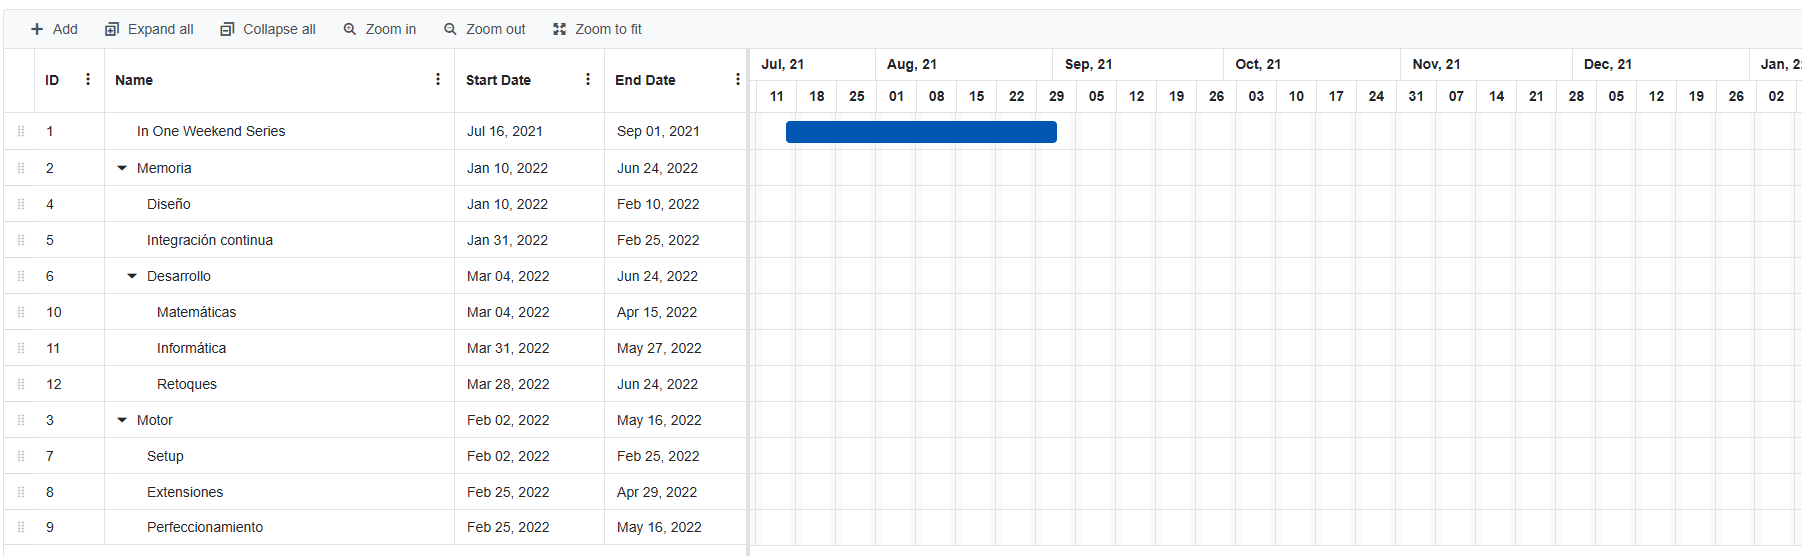 Add Expand all Collapse all Zoom in Zoom out Zoom to fit
ID Name Start Date End Date
Jul, 21 Aug, 21 Sep, 21 Oct, 21 Nov, 21 Dec, 21 Jan, 2
11 18 25 01 08 15 22 29 05 12 19 26 03 10 17 24 31 07 14 21 28 05 12 19 26 02
1 In One Weekend Series Jul 16, 2021 Sep 01, 2021
2 Memoria Jan 10, 2022 Jun 24, 2022
4 Diseño Jan 10, 2022 Feb 10, 2022
5 Integración continua Jan 31, 2022 Feb 25, 2022
6 Desarrollo Mar 04, 2022 Jun 24, 2022
10 Matemáticas Mar 04, 2022 Apr 15, 2022
11 Informática Mar 31, 2022 May 27, 2022
12 Retoques Mar 28, 2022 Jun 24, 2022
3 Motor Feb 02, 2022 May 16, 2022
7 Setup Feb 02, 2022 Feb 25, 2022
8 Extensiones Feb 25, 2022 Apr 29, 2022
9 Perfeccionamiento Feb 25, 2022 May 16, 2022